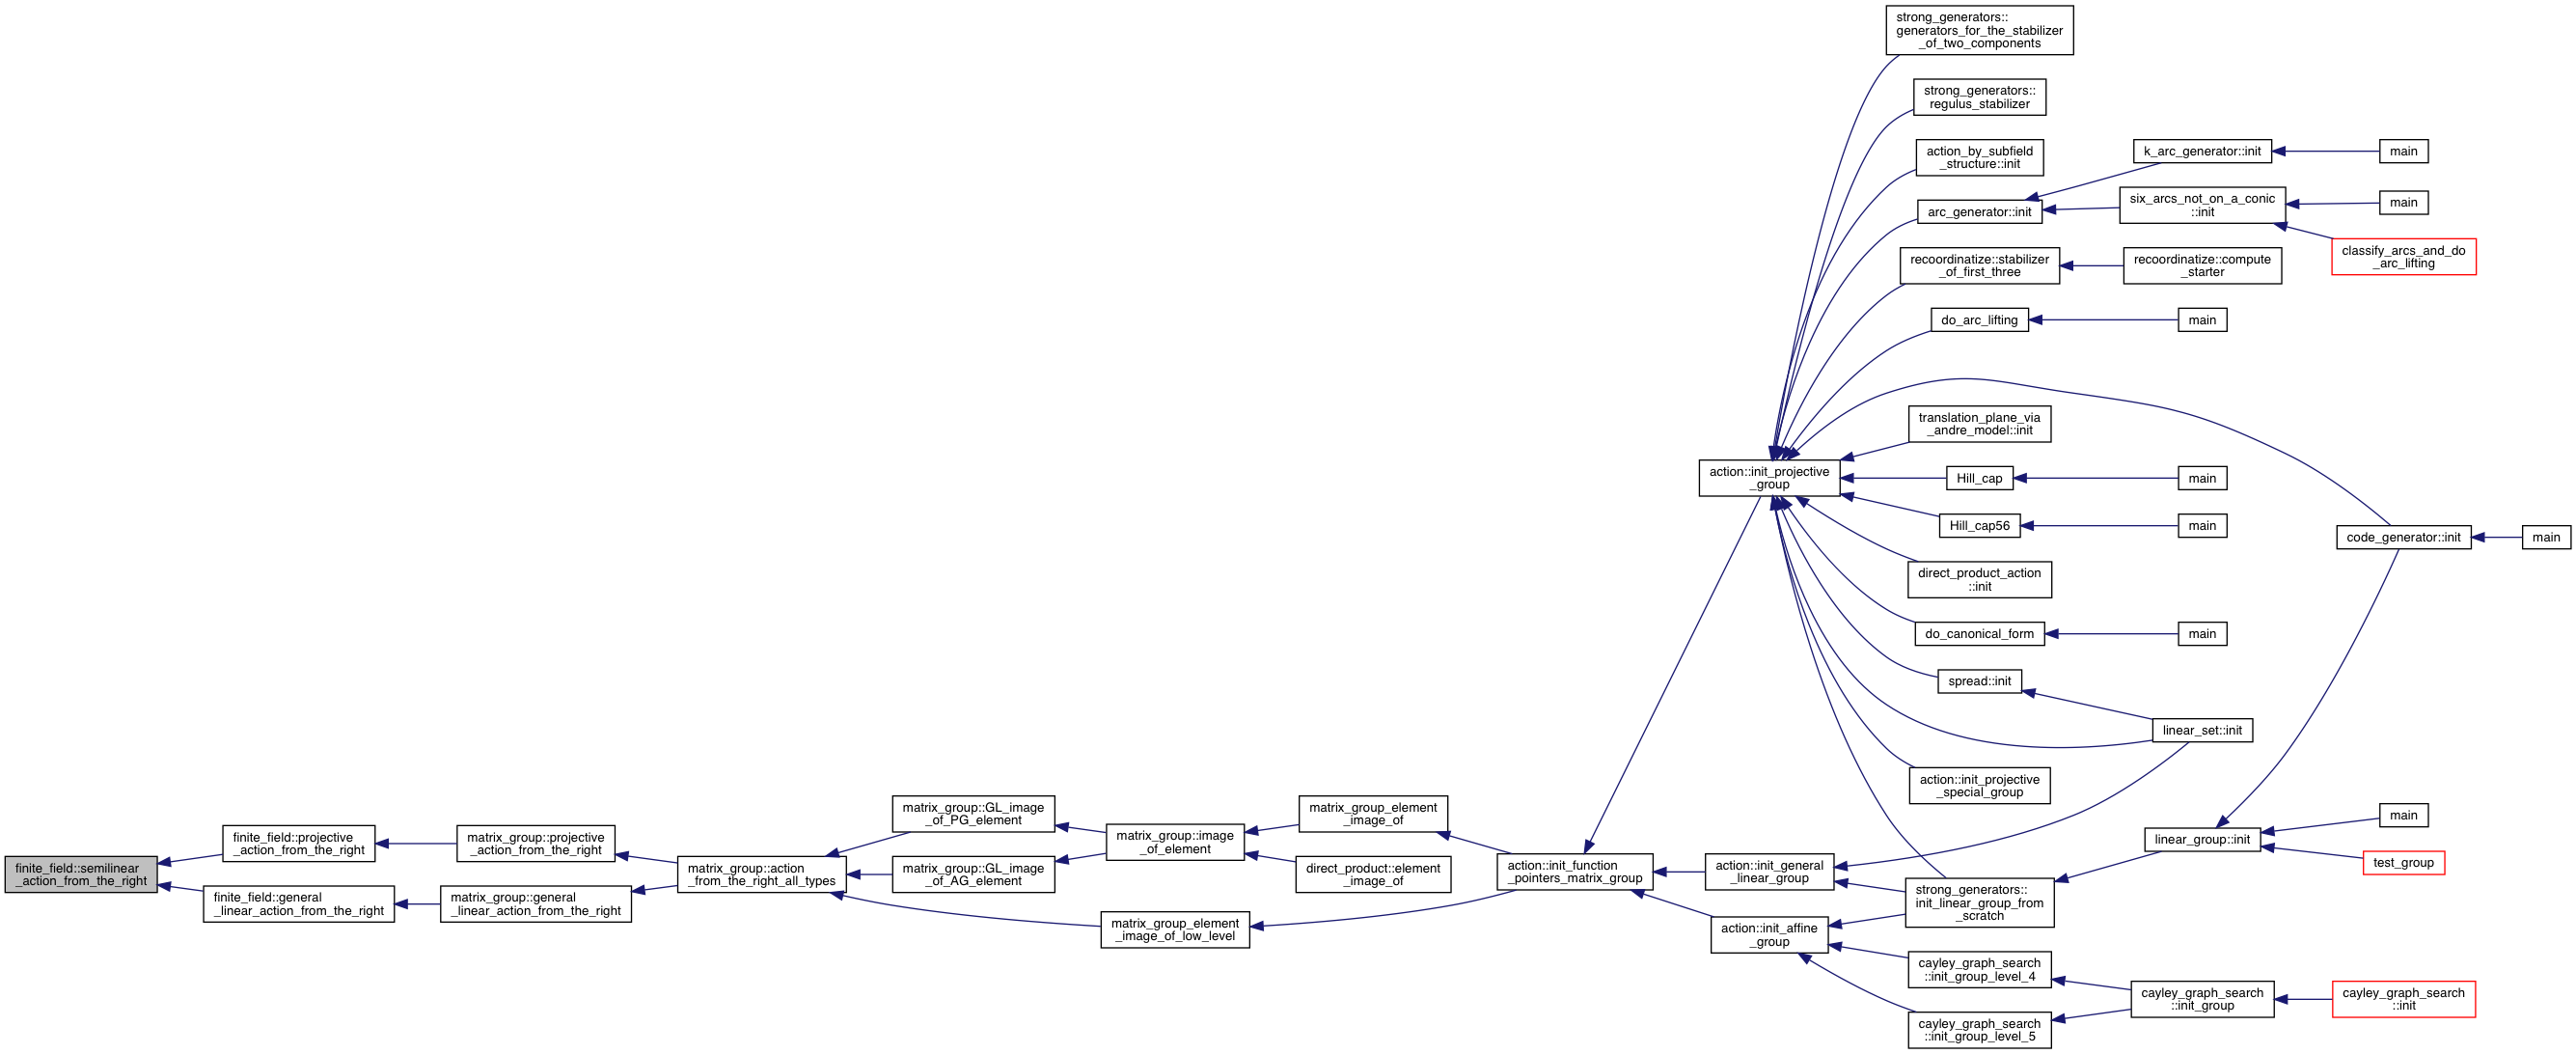 finite_field::semilinear
_action_from_the_right
finite_field::projective
_action_from_the_right
finite_field::general
_linear_action_from_the_right
matrix_group::projective
_action_from_the_right
matrix_group::general
_linear_action_from_the_right
matrix_group::action
_from_the_right_all_types
matrix_group::GL_image
_of_PG_element
matrix_group::GL_image
_of_AG_element
matrix_group_element
_image_of_low_level
matrix_group::image
_of_element
matrix_group_element
_image_of
direct_product::element
_image_of
action::init_function
_pointers_matrix_group
action::init_projective
_group
action::init_general
_linear_group
action::init_affine
_group
strong_generators::
generators_for_the_stabilizer
_of_two_components
strong_generators::
regulus_stabilizer
action_by_subfield
_structure::init
arc_generator::init
k_arc_generator::init
main
six_arcs_not_on_a_conic
::init
main
classify_arcs_and_do
_arc_lifting
recoordinatize::stabilizer
_of_first_three
recoordinatize::compute
_starter
do_arc_lifting
main
translation_plane_via
_andre_model::init
Hill_cap
main
Hill_cap56
main
code_generator::init
main
direct_product_action
::init
do_canonical_form
main
spread::init
linear_set::init
action::init_projective
_special_group
strong_generators::
init_linear_group_from
_scratch
linear_group::init
main
test_group
cayley_graph_search
::init_group_level_4
cayley_graph_search
::init_group_level_5
cayley_graph_search
::init_group
cayley_graph_search
::init